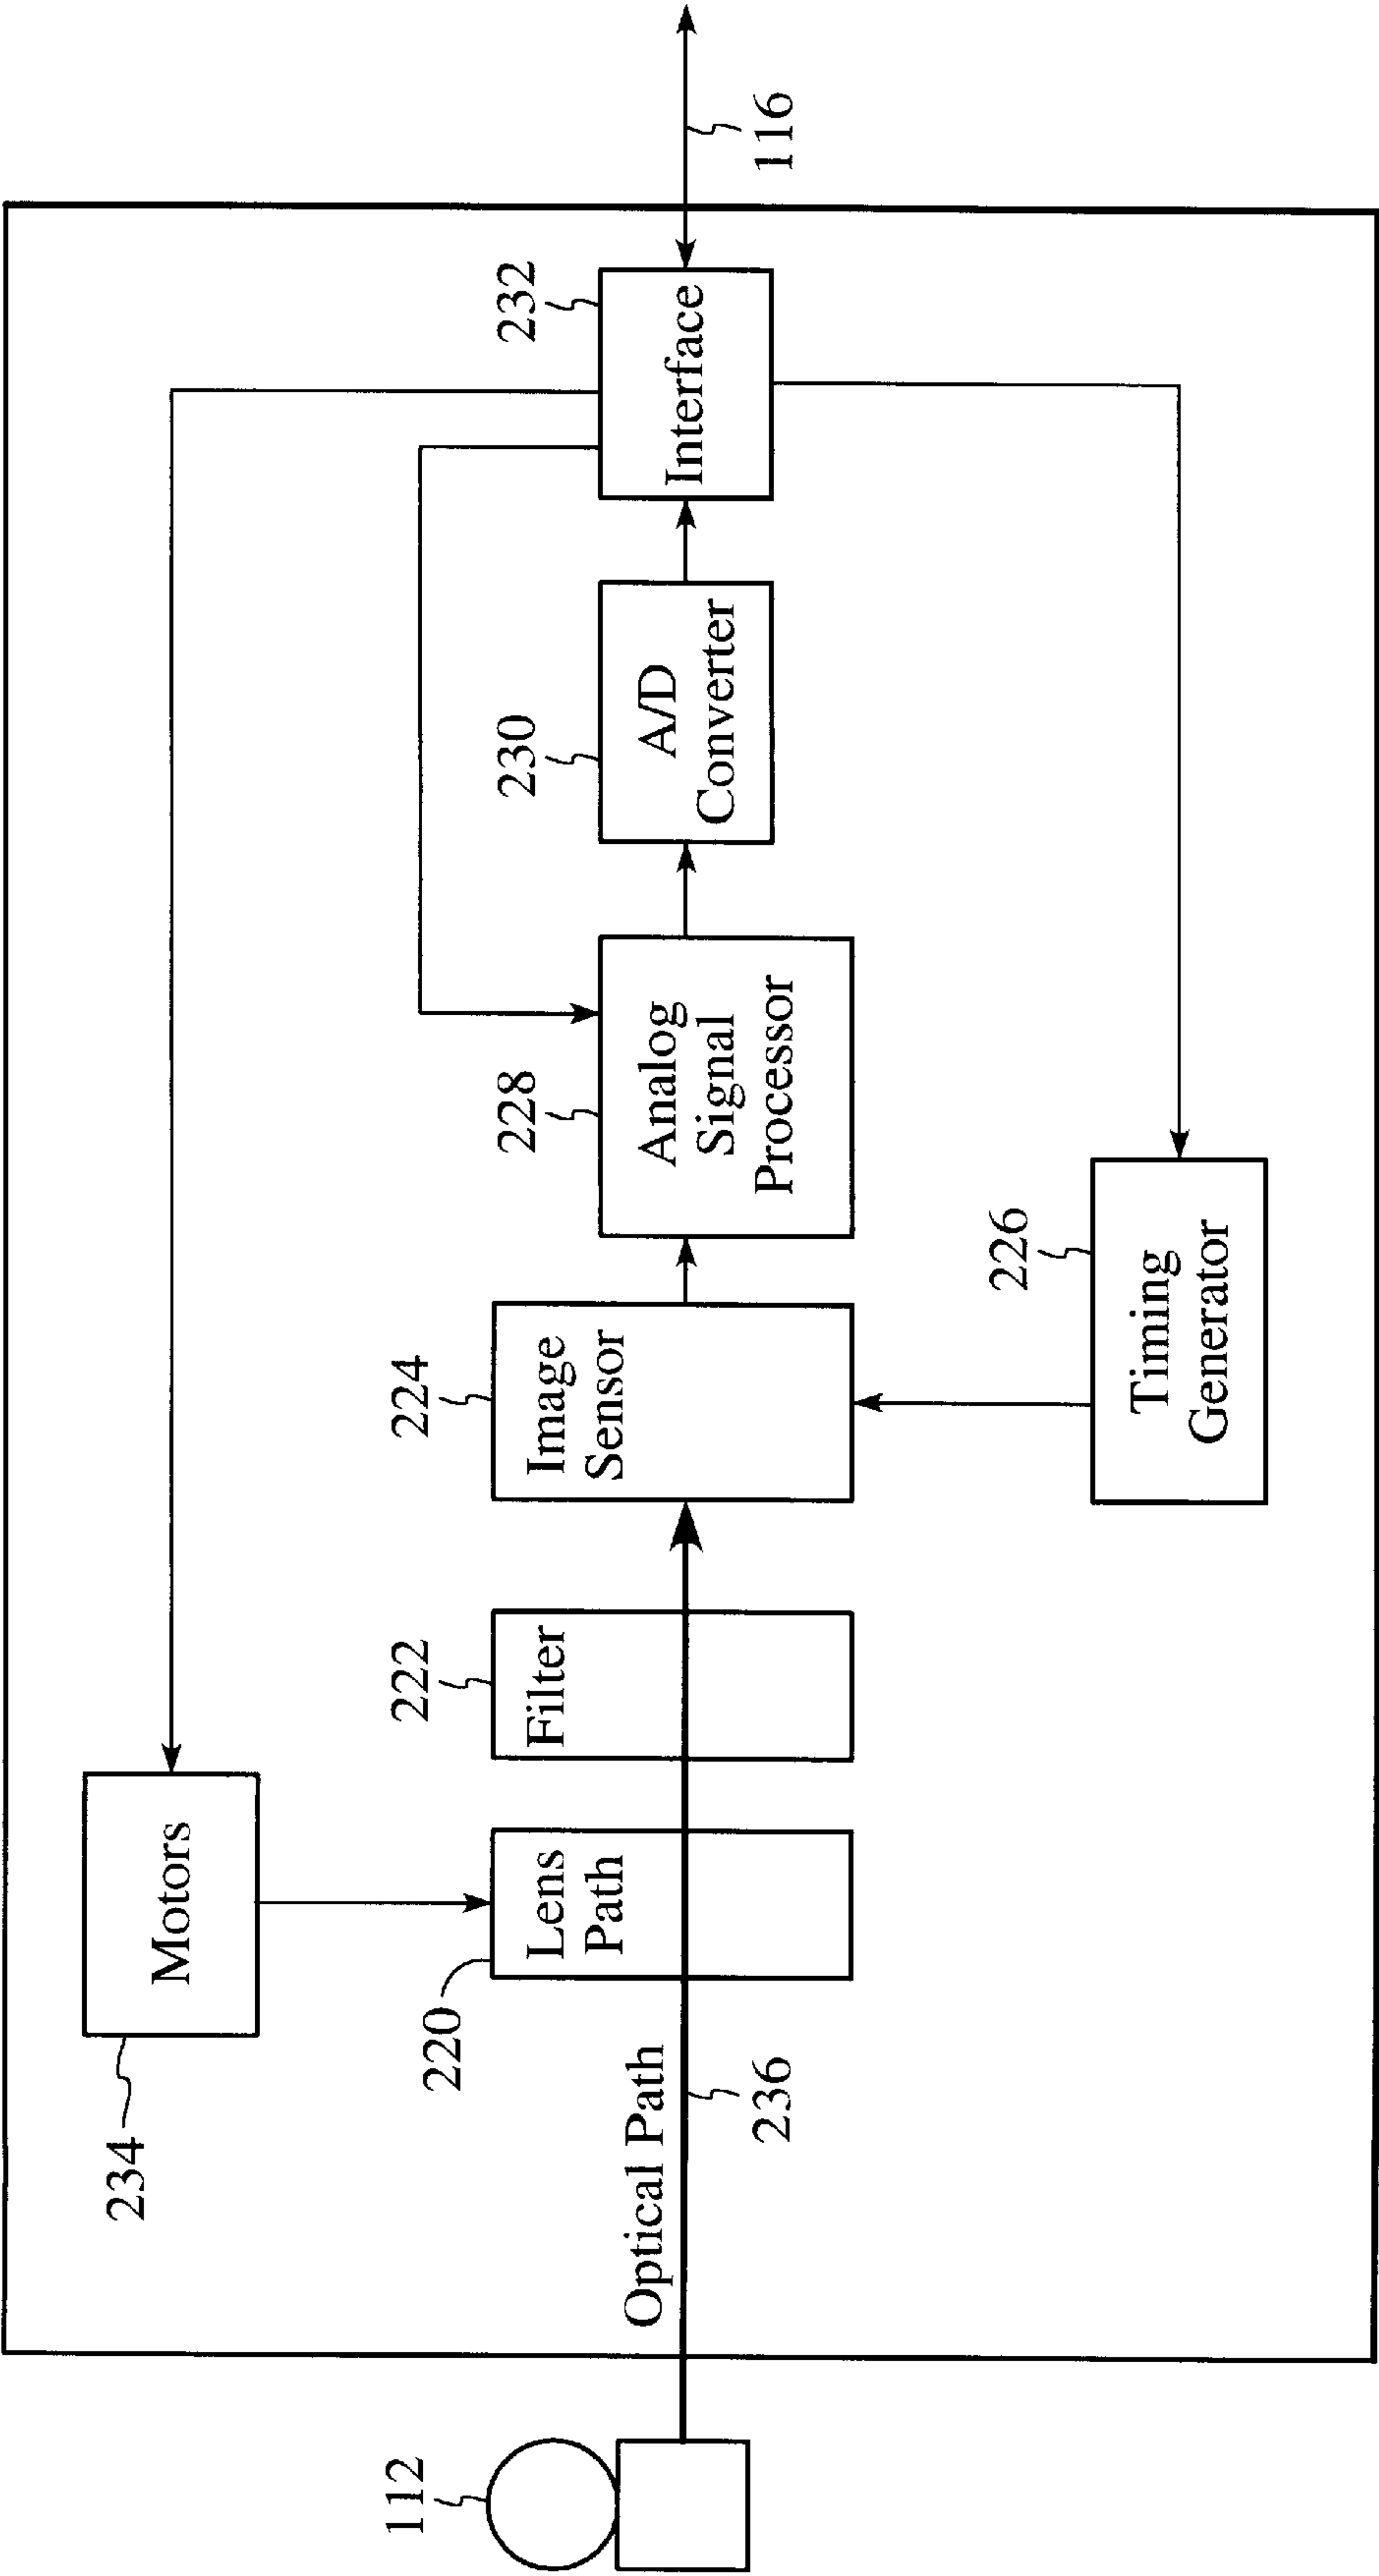 234
Motors
112
Optical Path
236
220
Lens
Path
222
Filter
224
Image
Sensor
226
Timing
Generator
228
Analog
Signal
Processor
230
A/D
Converter
232
Interface
116